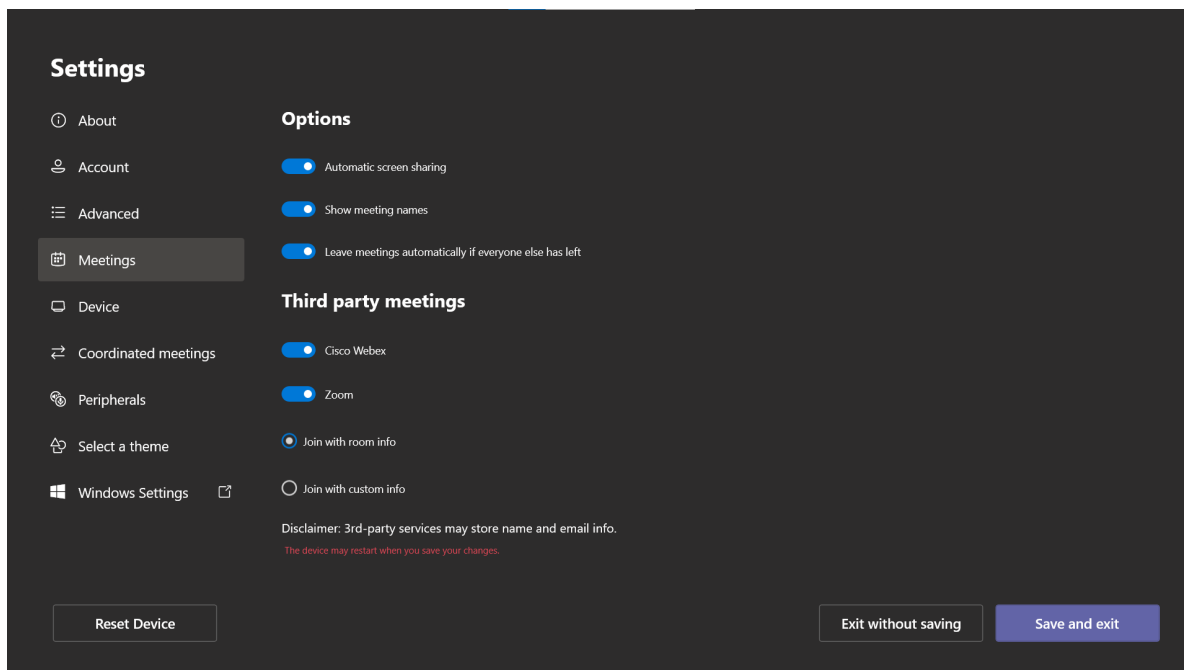 Settings
About
Account
Advanced
Meetings
Device
Coordinated meetings
Peripherals
Select a theme
Windows Settings
Options
Automatic screen sharing
Show meeting names
Leave meetings automatically if everyone else has left
Third party meetings
Cisco Webex
Zoom
Join with room info
Join with custom info
Disclaimer: 3rd-party services may store name and email info.
The device may restart when you save your changes.
Reset Device
Exit without saving
Save and exit